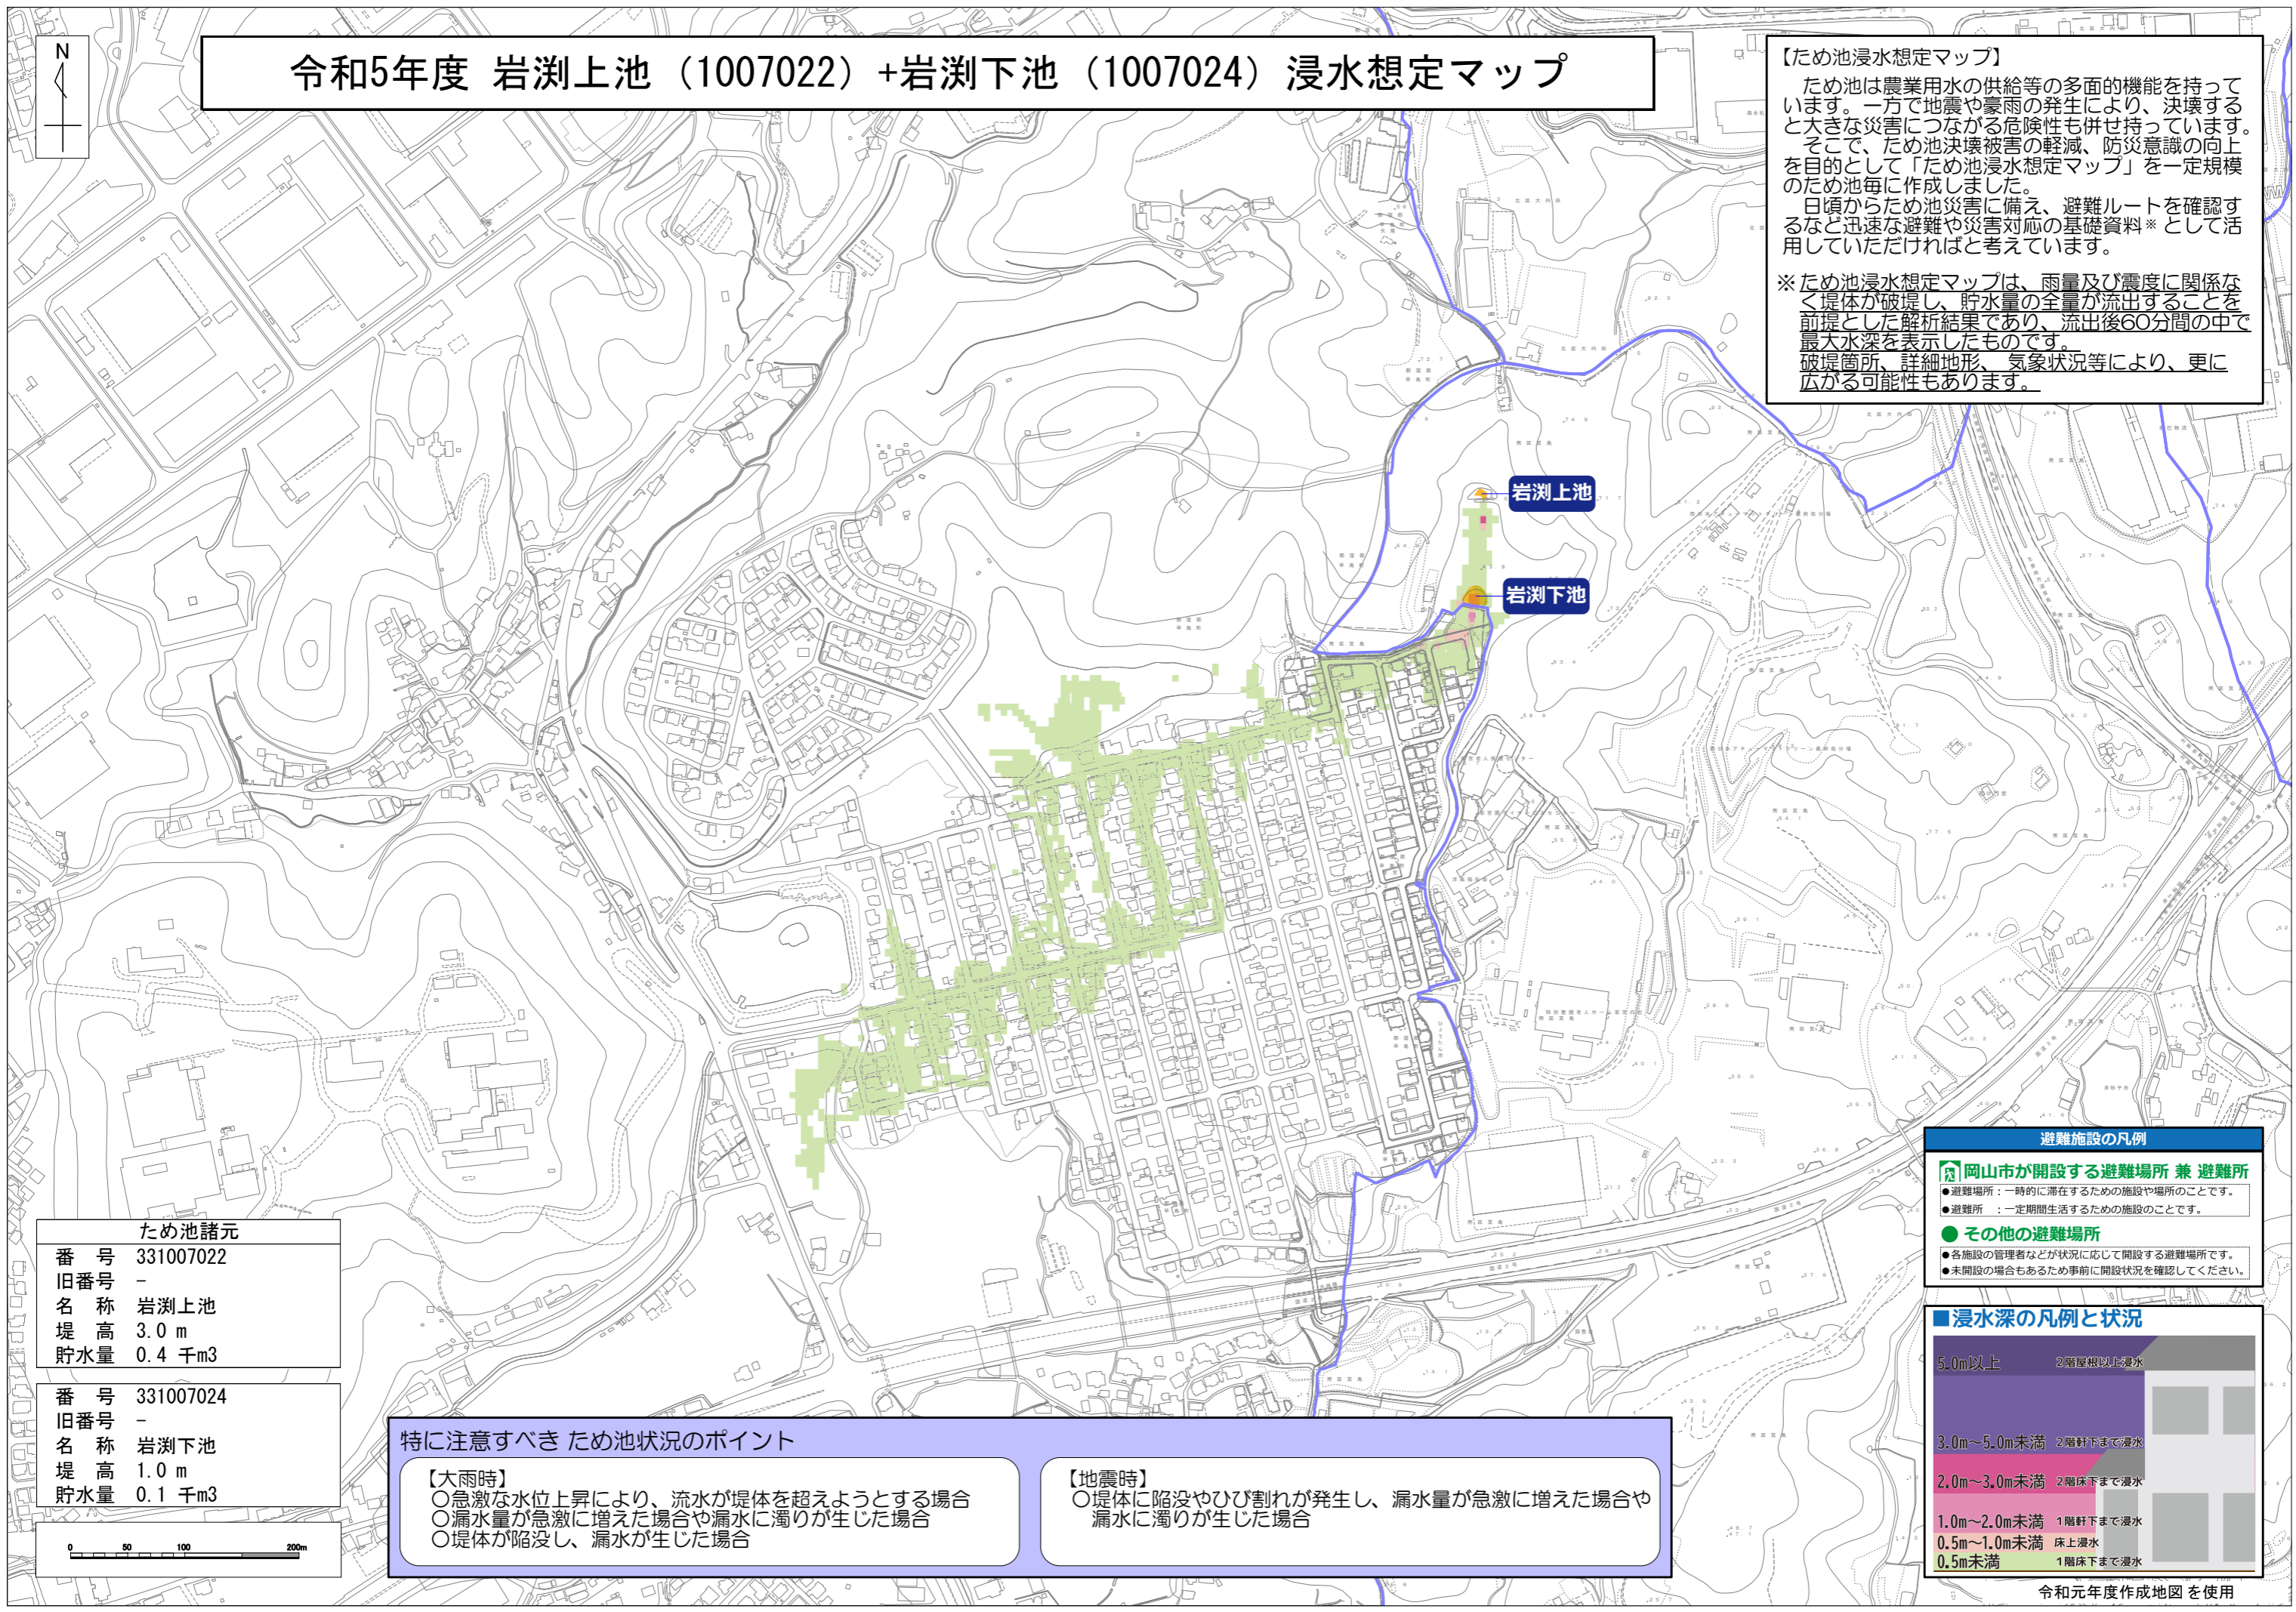 N
令和5年度 岩渕上池（1007022）+岩渕下池（1007024）浸水想定マップ
【ため池浸水想定マップ】
ため池は農業用水の供給等の多面的機能を持って
います。一方で地震や豪雨の発生により、決壊する
と大きな災害につながる危険性も併せ持っています。
そこで、ため池決壊被害の軽減、防災意識の向上
を目的として「ため池浸水想定マップ」を一定規模
のため池毎に作成しました。
日頃からため池災害に備え、避難ルートを確認す
るなど迅速な避難や災害対応の基礎資料※として活
用していただければと考えています。
※ため池浸水想定マップは、雨量及び震度に関係な
く堤体が破堤し、貯水量の全量が流出することを
前提とした解析結果であり、流出後60分間の中で
最大水深を表示したものです。
破堤箇所、詳細地形、気象状況等により、更に
広がる可能性もあります。
岩渕上池
岩渕下池
ため池諸元
番　号 331007022
旧番号 -
名　称 岩渕上池
堤　高 3.0 m
貯水量 0.4 千m3
番　号 331007024
旧番号 -
名　称 岩渕下池
堤　高 1.0 m
貯水量 0.1 千m3
0 50 100 200m
特に注意すべき ため池状況のポイント
【大雨時】
○急激な水位上昇により、流水が堤体を超えようとする場合
○漏水量が急激に増えた場合や漏水に濁りが生じた場合
○堤体が陥没し、漏水が生じた場合
【地震時】
○堤体に陥没やひび割れが発生し、漏水量が急激に増えた場合や
漏水に濁りが生じた場合
避難施設の凡例
岡山市が開設する避難場所 兼 避難所
●避難場所：一時的に滞在するための施設や場所のことです。
●避難所　：一定期間生活するための施設のことです。
● その他の避難場所
●各施設の管理者などが状況に応じて開設する避難場所です。
●未開設の場合もあるため事前に開設状況を確認してください。
■浸水深の凡例と状況
5.0m以上 2階屋根以上浸水
3.0m～5.0m未満 2階軒下まで浸水
2.0m～3.0m未満 2階床下まで浸水
1.0m～2.0m未満 1階軒下まで浸水
0.5m～1.0m未満 床上浸水
0.5m未満 1階床下まで浸水
令和元年度作成地図を使用